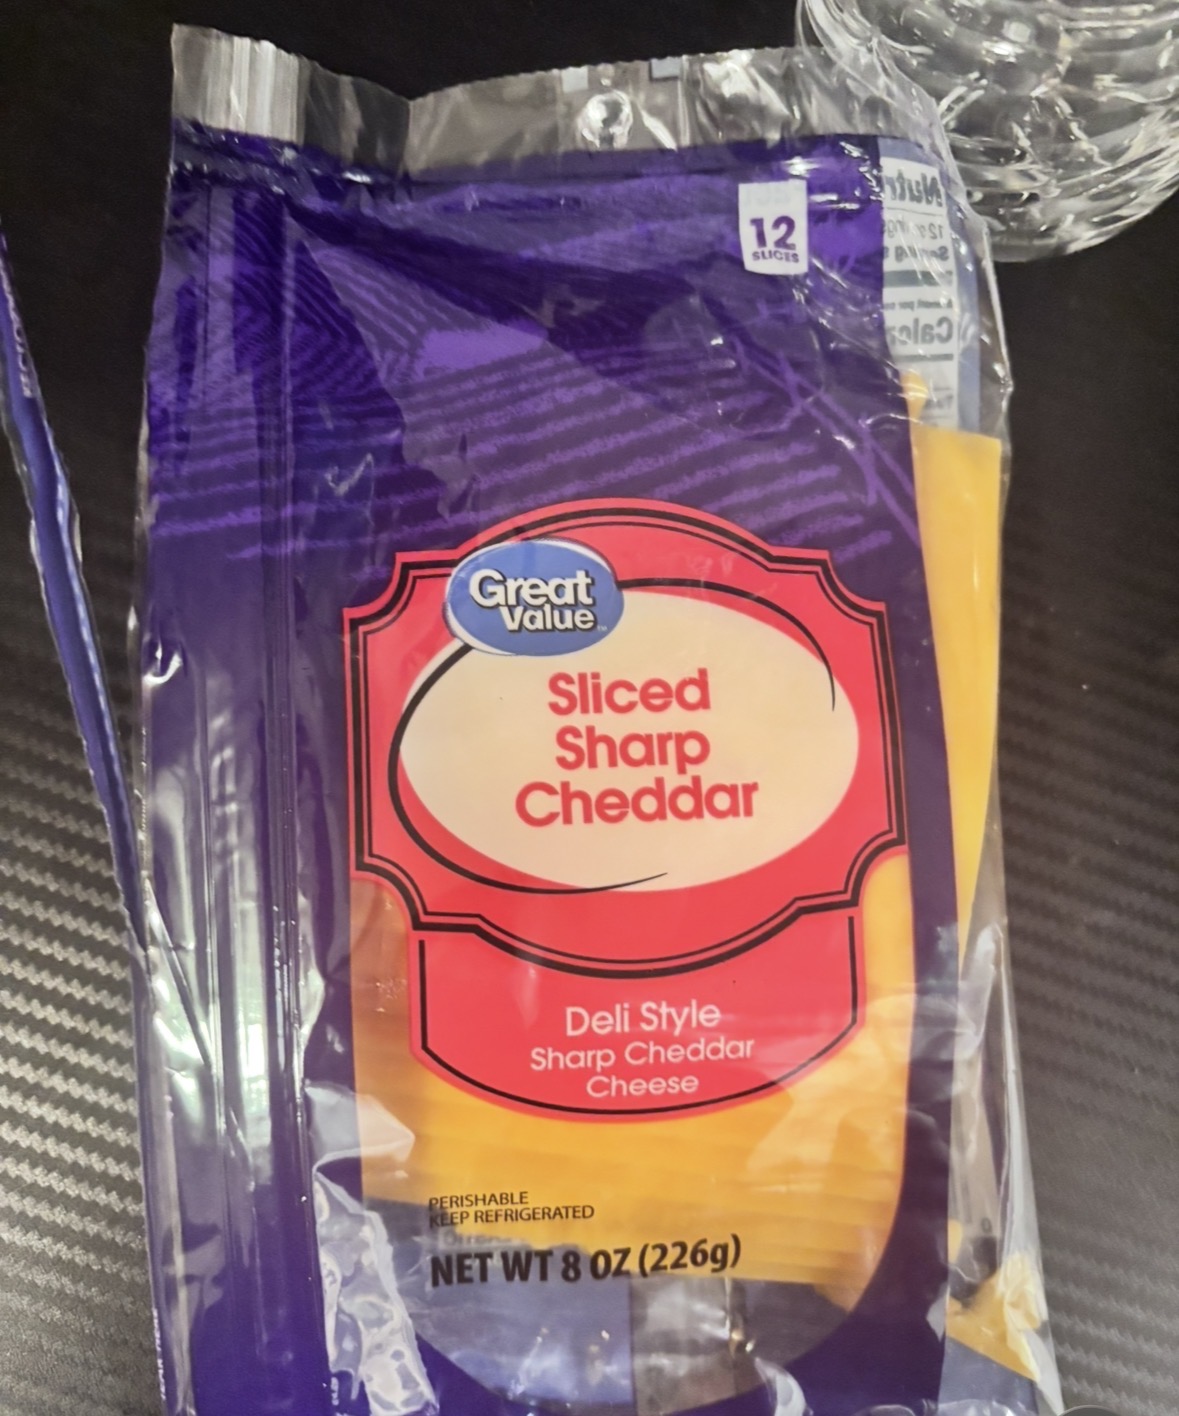 12
SLICES
Great
Value™
Sliced
Sharp
Cheddar
Deli Style
Sharp Cheddar
Cheese
PERISHABLE
KEEP REFRIGERATED
NET WT 8 OZ (226g)